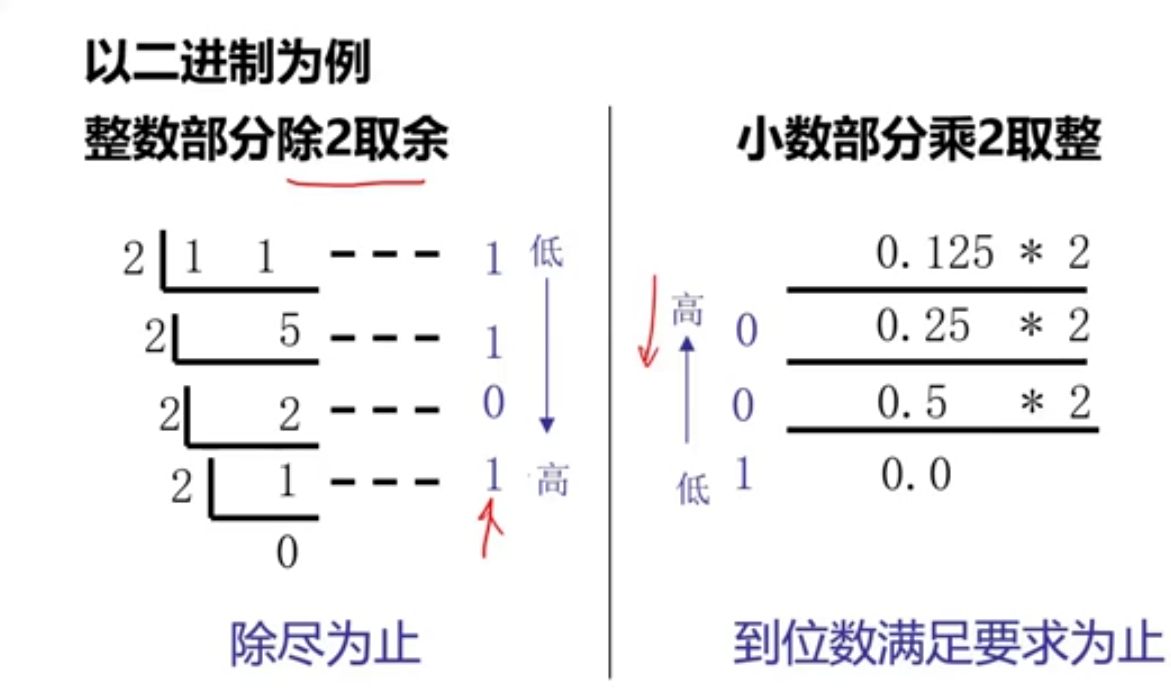 以二进制为例
整数部分除2取余
2 1 1 --- 1 低
2 5 --- 1
2 2 --- 0
2 1 --- 1 高
0
除尽为止
小数部分乘2取整
0.125 * 2
高 0 0.25 * 2
0 0.5 * 2
低 1 0.0
到位数满足要求为止